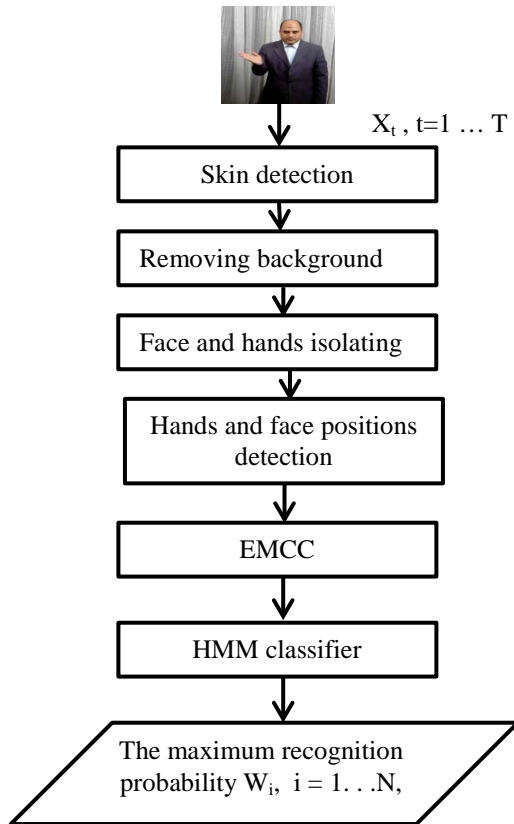 X_t , t=1 … T
Skin detection
Removing background
Face and hands isolating
Hands and face positions
detection
EMCC
HMM classifier
The maximum recognition
probability W_i, i = 1. . .N,